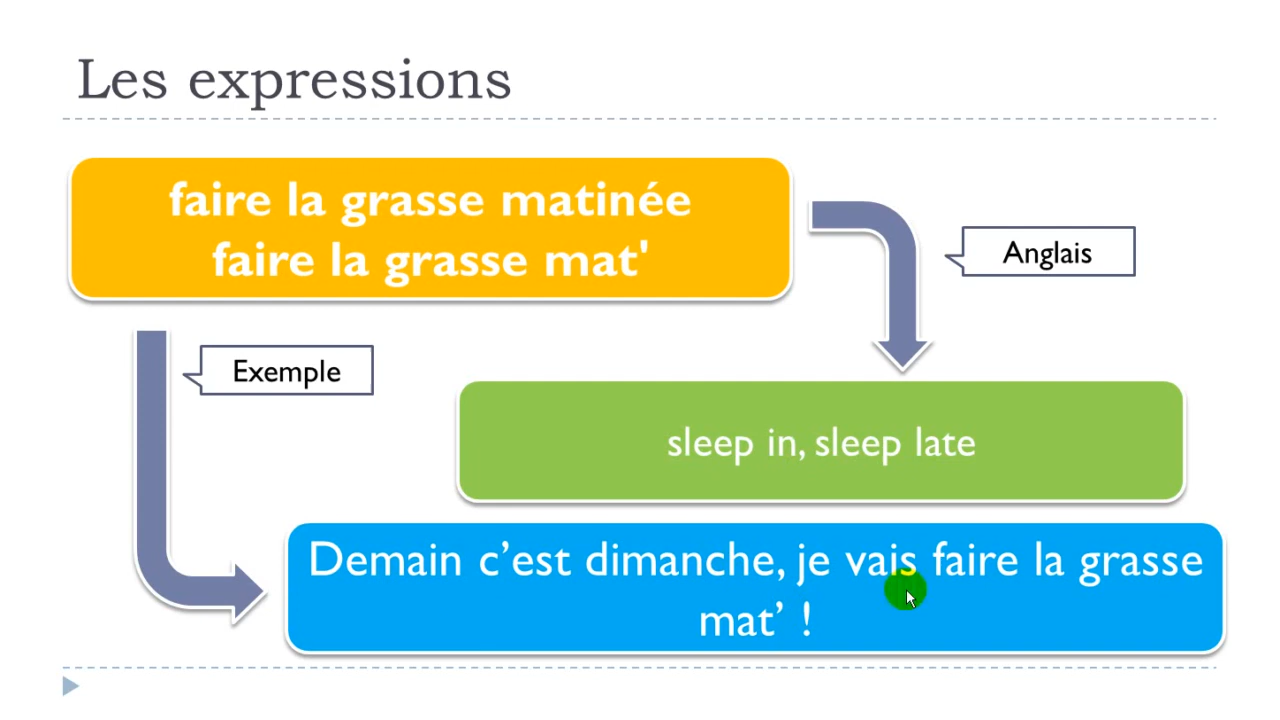 Les expressions
faire la grasse matinée
faire la grasse mat'
Anglais
Exemple
sleep in, sleep late
Demain c’est dimanche, je vais faire la grasse
mat’ !